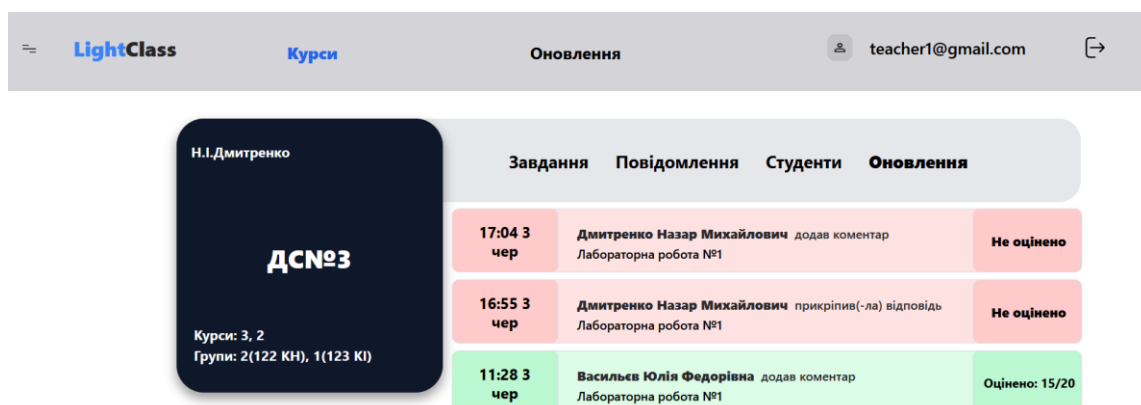 LightClass Курси Оновлення teacher1@gmail.com
Н.І.Дмитренко
ДС№3
Курси: 3, 2
Групи: 2(122 КН), 1(123 КІ)
Завдання Повідомлення Студенти Оновлення
17:04 3
чер
Дмитренко Назар Михайлович додав коментар
Лабораторна робота №1
Не оцінено
16:55 3
чер
Дмитренко Назар Михайлович прикріпив(-ла) відповідь
Лабораторна робота №1
Не оцінено
11:28 3
чер
Васильєв Юлія Федорівна додав коментар
Лабораторна робота №1
Оцінено: 15/20